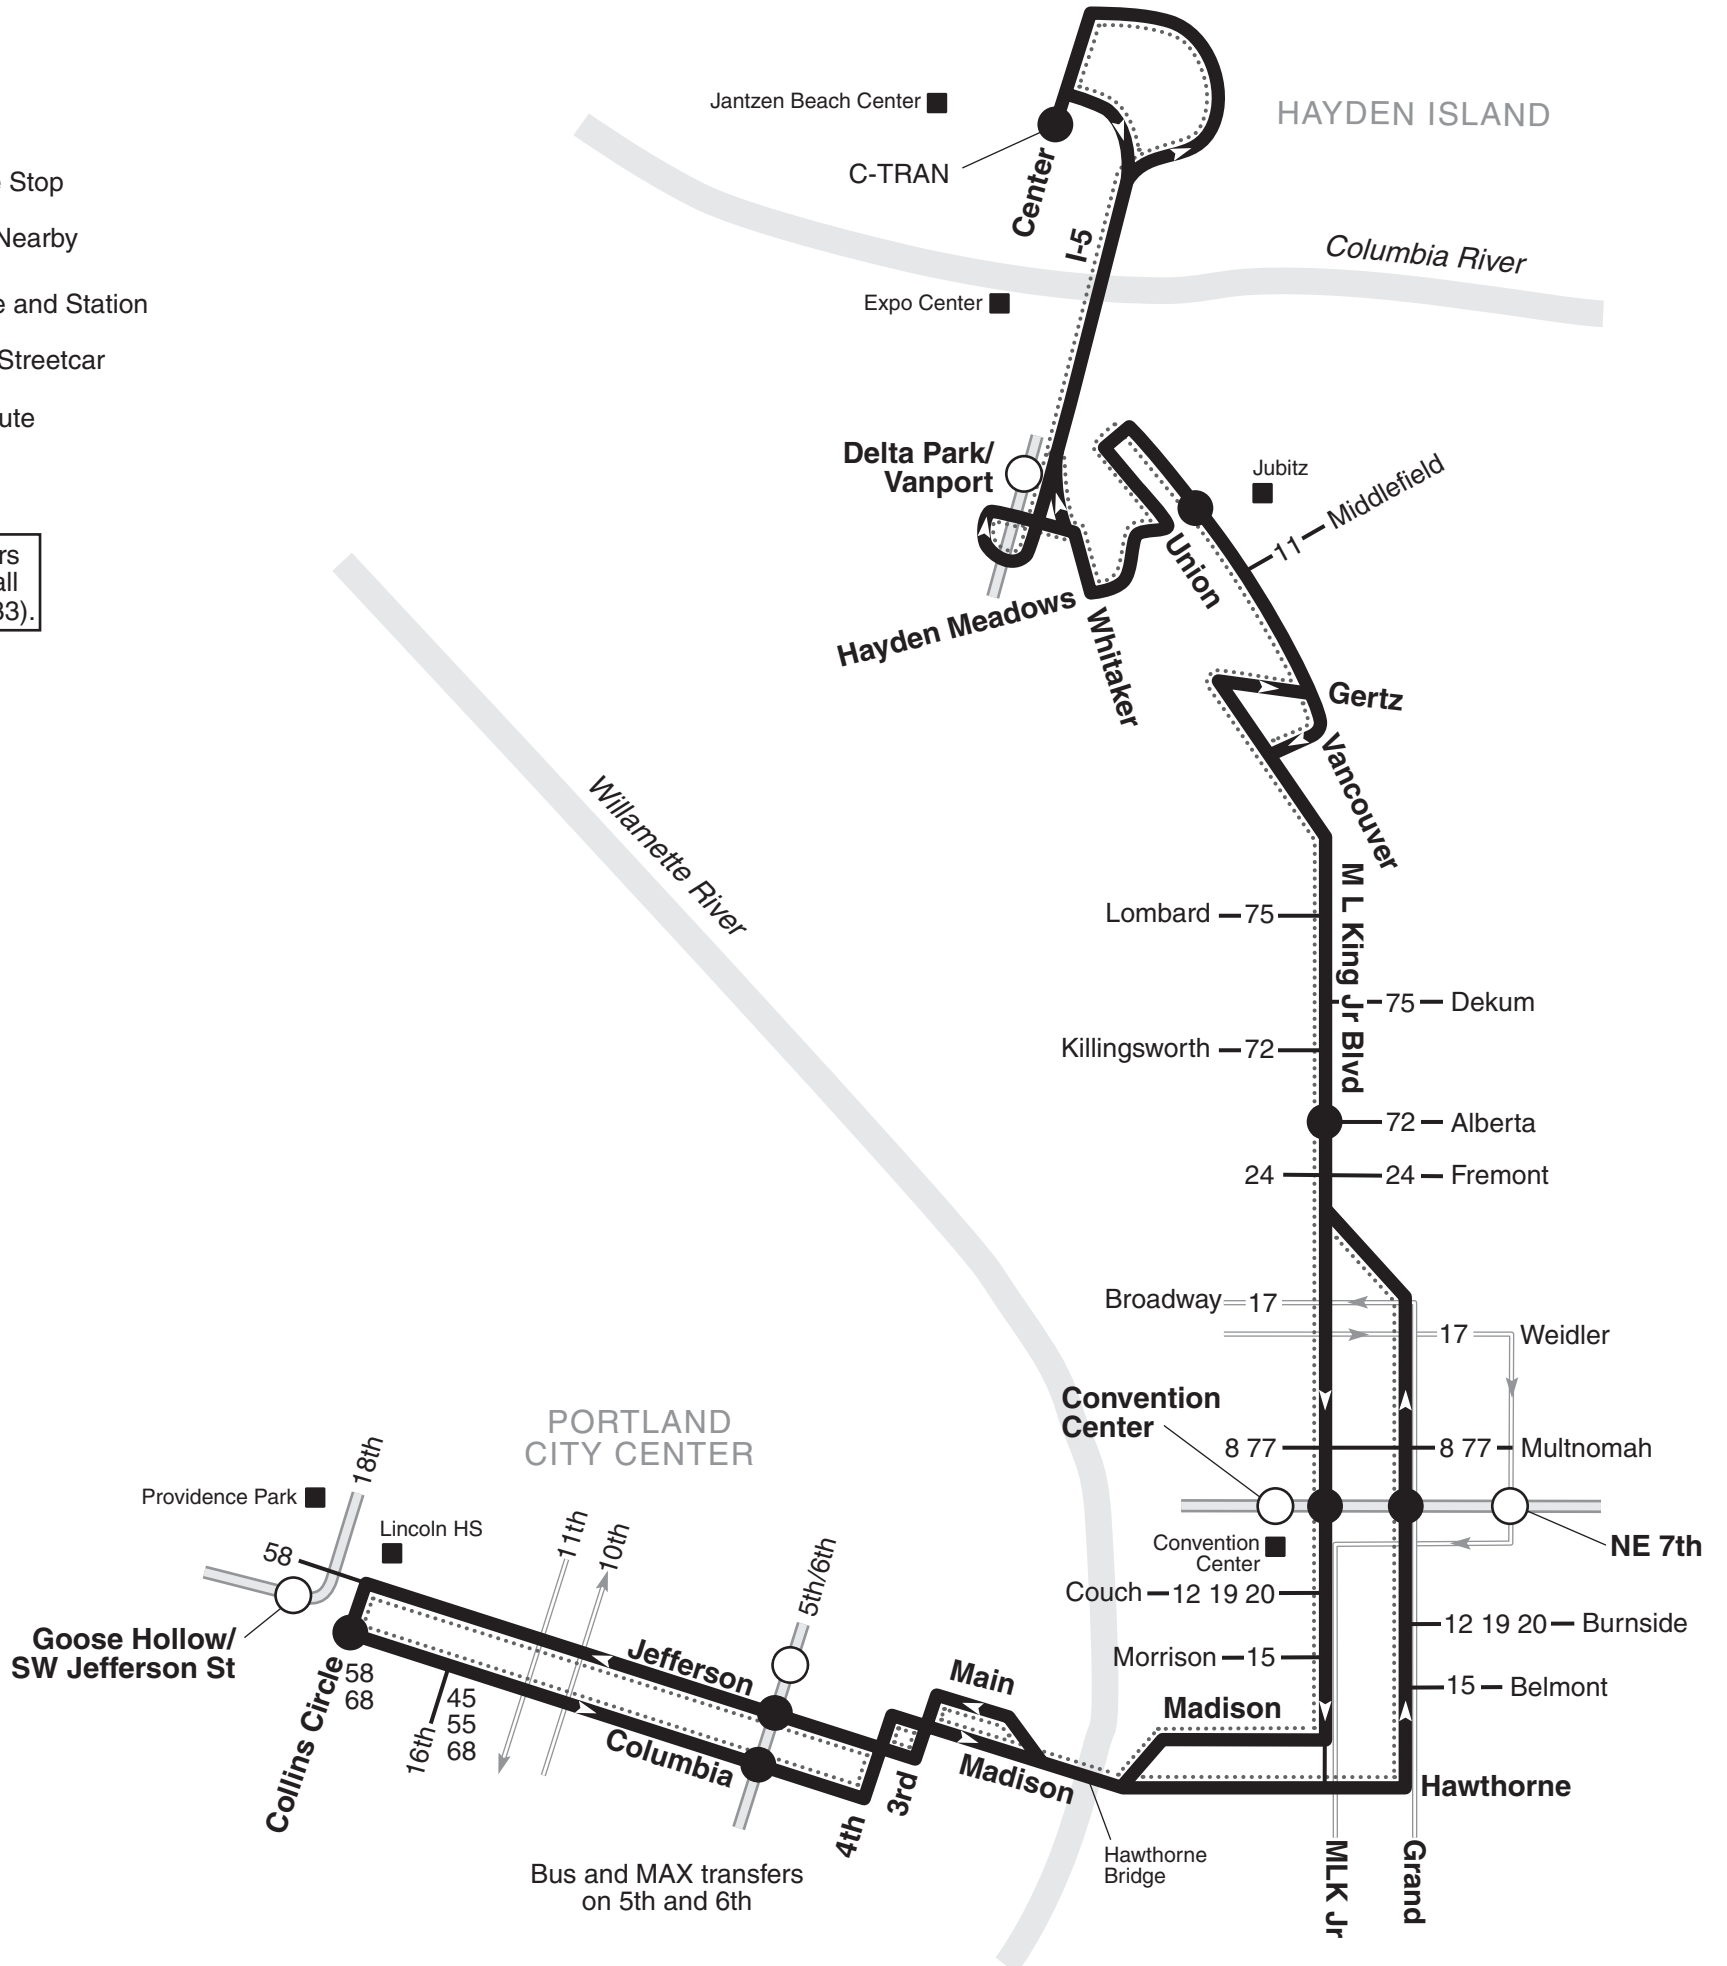 Jantzen Beach Center
HAYDEN ISLAND
C-TRAN
Center
Stop
I-5
Nearby
Columbia River
Expo Center
and Station
Streetcar
Delta Park/
Vanport
Jubitz
11
Middlefield
Union
Hayden Meadows
Whitaker
Gertz
Vancouver
Willamette River
M L King Jr Blvd
Lombard
75
75
Dekum
Killingsworth
72
72
Alberta
24
24
Fremont
Broadway
17
17
Weidler
Convention
Center
8 77
8 77
Multnomah
PORTLAND
CITY CENTER
18th
Providence Park
Lincoln HS
11th
10th
5th/6th
58
Convention
Center
NE 7th
Couch
12 19 20
12 19 20
Burnside
Goose Hollow/
SW Jefferson St
58
68
Jefferson
Main
Morrison
15
15
Belmont
Collins Circle
16th
45
55
68
Columbia
Madison
Madison
Hawthorne
3rd
4th
Hawthorne
Bridge
MLK Jr
Grand
Bus and MAX transfers
on 5th and 6th